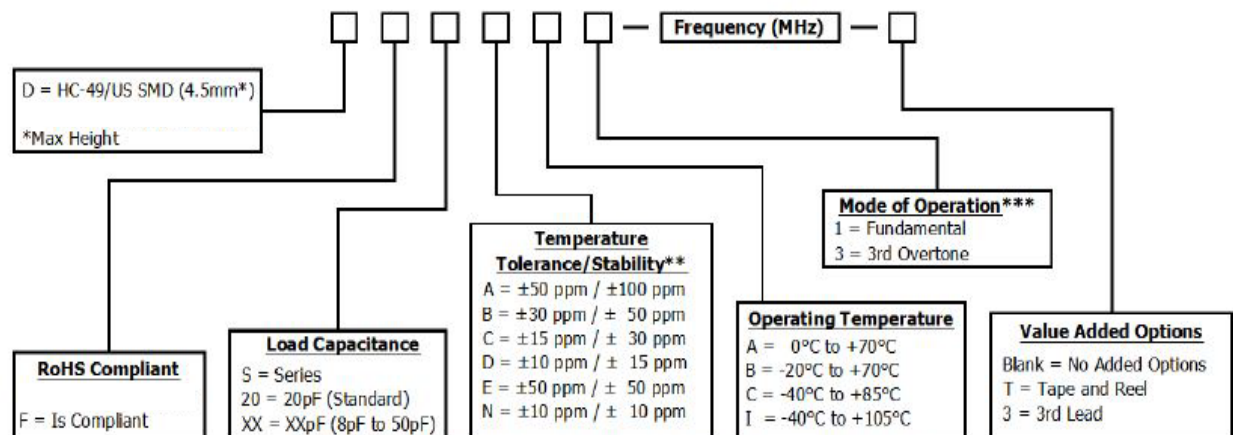 — Frequency (MHz) —
D = HC-49/US SMD (4.5mm*)
*Max Height
RoHS Compliant
F = Is Compliant
Load Capacitance
S = Series
20 = 20pF (Standard)
XX = XXpF (8pF to 50pF)
Temperature
Tolerance/Stability**
A = ±50 ppm / ±100 ppm
B = ±30 ppm / ± 50 ppm
C = ±15 ppm / ± 30 ppm
D = ±10 ppm / ± 15 ppm
E = ±50 ppm / ± 50 ppm
N = ±10 ppm / ± 10 ppm
Operating Temperature
A = 0°C to +70°C
B = -20°C to +70°C
C = -40°C to +85°C
I = -40°C to +105°C
Mode of Operation***
1 = Fundamental
3 = 3rd Overtone
Value Added Options
Blank = No Added Options
T = Tape and Reel
3 = 3rd Lead